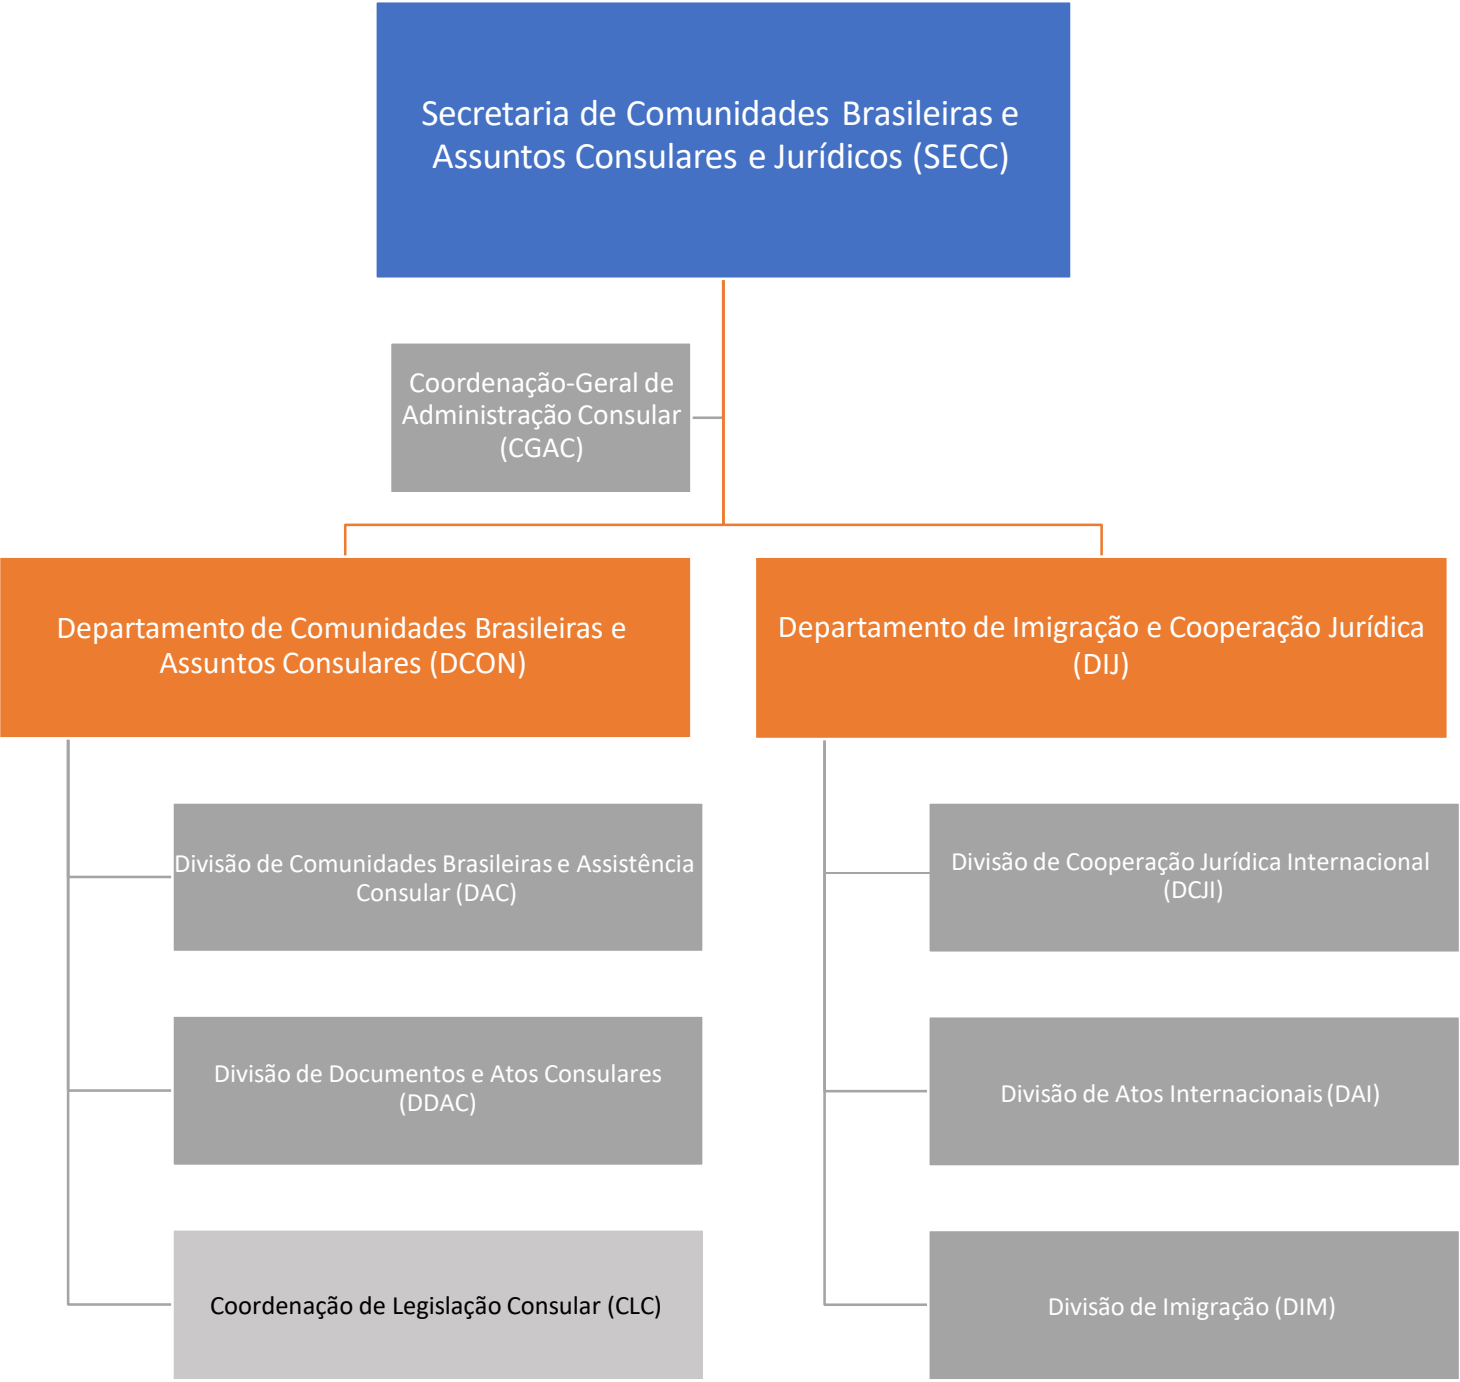 Secretaria de Comunidades Brasileiras e
Assuntos Consulares e Jurídicos (SECC)
Coordenação-Geral de
Administração Consular
(CGAC)
Departamento de Comunidades Brasileiras e
Assuntos Consulares (DCON)
Departamento de Imigração e Cooperação Jurídica
(DIJ)
Divisão de Comunidades Brasileiras e Assistência
Consular (DAC)
Divisão de Cooperação Jurídica Internacional
(DCJI)
Divisão de Documentos e Atos Consulares
(DDAC)
Divisão de Atos Internacionais (DAI)
Coordenação de Legislação Consular (CLC)
Divisão de Imigração (DIM)